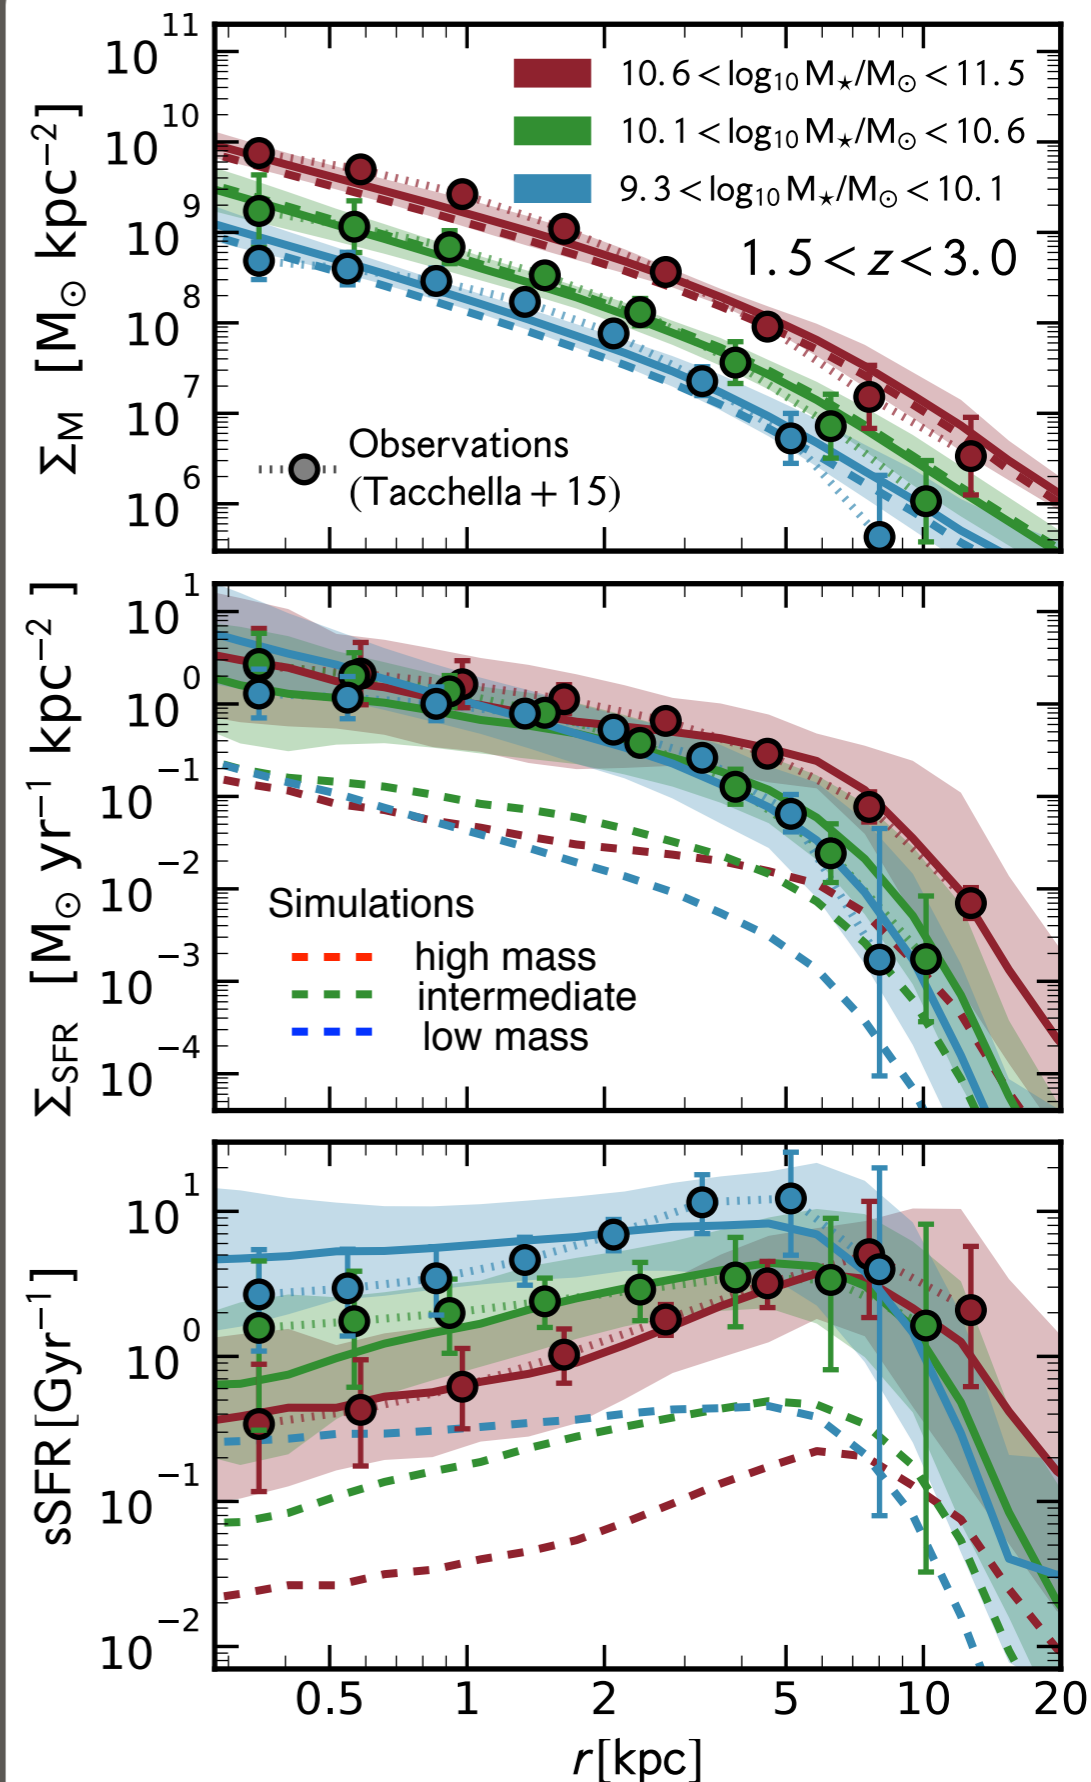 10^11
10^10
10^9
10^8
10^7
10^6
Σ_M [M_⊙ kpc^−2]
10.6 < log₁₀ M_⋆/M_⊙ < 11.5
10.1 < log₁₀ M_⋆/M_⊙ < 10.6
9.3 < log₁₀ M_⋆/M_⊙ < 10.1
1.5 < z < 3.0
Observations
(Tacchella + 15)
10^1
10^0
10^−1
10^−2
10^−3
10^−4
Σ_SFR [M_⊙ yr^−1 kpc^−2]
Simulations
high mass
intermediate
low mass
10^1
10^0
10^−1
10^−2
sSFR [Gyr^−1]
0.5 1 2 5 10 20
r [kpc]